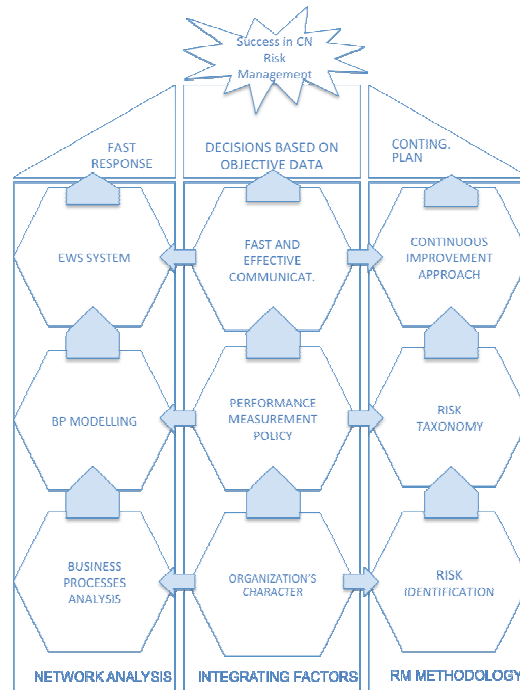 Success in CN
Risk
Management
FAST
RESPONSE
DECISIONS BASED ON
OBJECTIVE DATA
CONTING.
PLAN
EWS SYSTEM
FAST AND
EFFECTIVE
COMMUNICAT.
CONTINUOUS
IMPROVEMENT
APPROACH
BP MODELLING
PERFORMANCE
MEASUREMENT
POLICY
RISK
TAXONOMY
BUSINESS
PROCESSES
ANALYSIS
ORGANIZATION'S
CHARACTER
RISK
IDENTIFICATION
NETWORK ANALYSIS
INTEGRATING FACTORS
RM METHODOLOGY